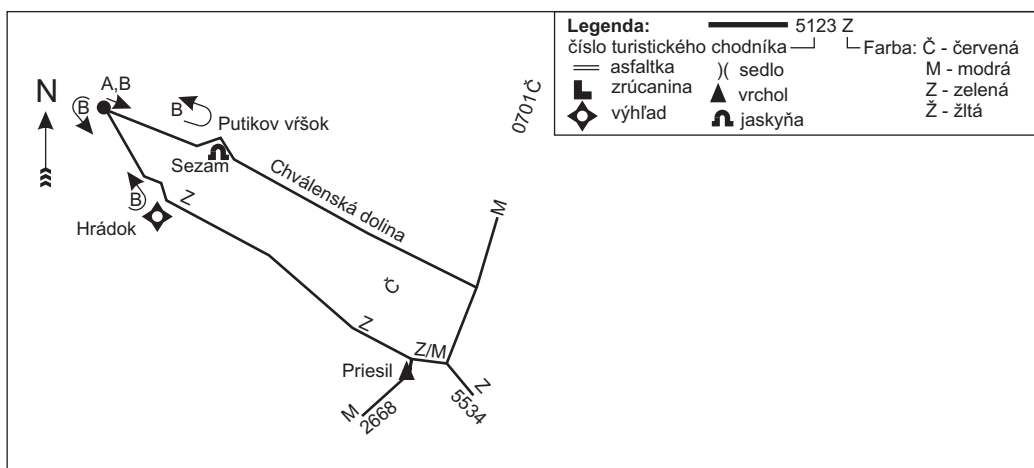 Legenda:
5123 Z
číslo turistického chodníka
Farba: Č - červená
M - modrá
Z - zelená
Ž - žltá
asfaltka
)( sedlo
zrúcanina
vrchol
výhľad
jaskyňa
N
A,B
B
B
Putikov vŕšok
Sezam
0701Č
Chválenská dolina
B
Z
Hrádok
M
Č
Z
Z/M
Priesil
Z
M
2668
5534